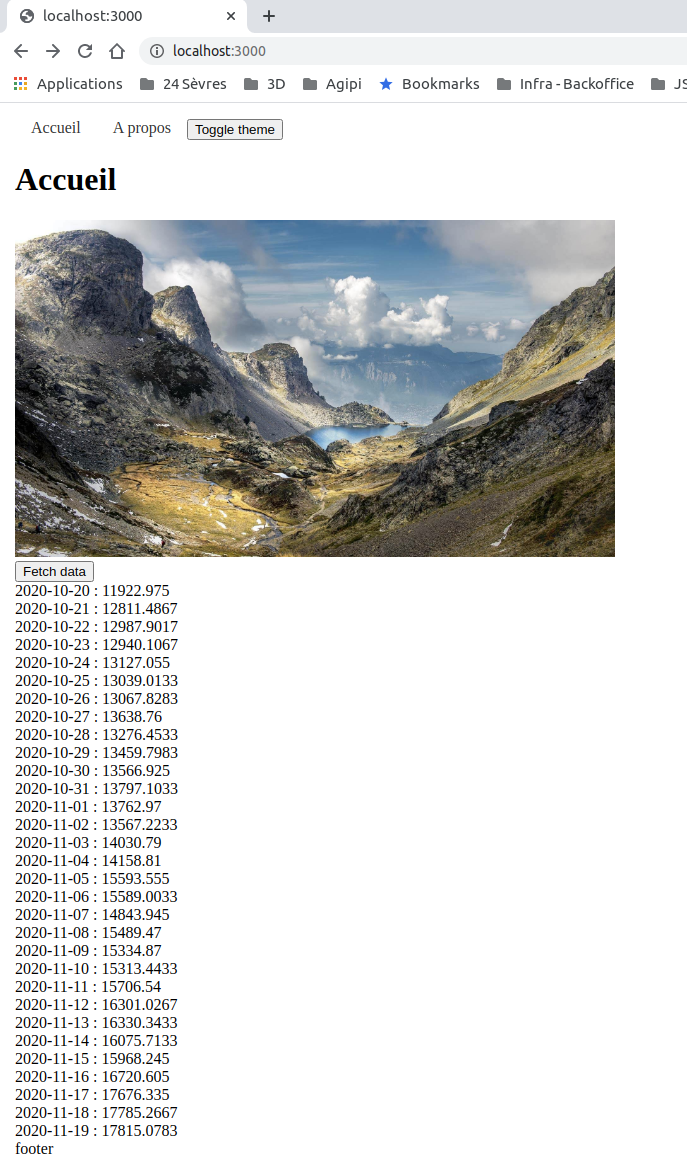 localhost:3000
localhost:3000
Applications 24 Sèvres 3D Agipi Bookmarks Infra - Backoffice JS
Accueil A propos Toggle theme
Accueil
Fetch data
2020-10-20 : 11922.975
2020-10-21 : 12811.4867
2020-10-22 : 12987.9017
2020-10-23 : 12940.1067
2020-10-24 : 13127.055
2020-10-25 : 13039.0133
2020-10-26 : 13067.8283
2020-10-27 : 13638.76
2020-10-28 : 13276.4533
2020-10-29 : 13459.7983
2020-10-30 : 13566.925
2020-10-31 : 13797.1033
2020-11-01 : 13762.97
2020-11-02 : 13567.2233
2020-11-03 : 14030.79
2020-11-04 : 14158.81
2020-11-05 : 15593.555
2020-11-06 : 15589.0033
2020-11-07 : 14843.945
2020-11-08 : 15489.47
2020-11-09 : 15334.87
2020-11-10 : 15313.4433
2020-11-11 : 15706.54
2020-11-12 : 16301.0267
2020-11-13 : 16330.3433
2020-11-14 : 16075.7133
2020-11-15 : 15968.245
2020-11-16 : 16720.605
2020-11-17 : 17676.335
2020-11-18 : 17785.2667
2020-11-19 : 17815.0783
footer